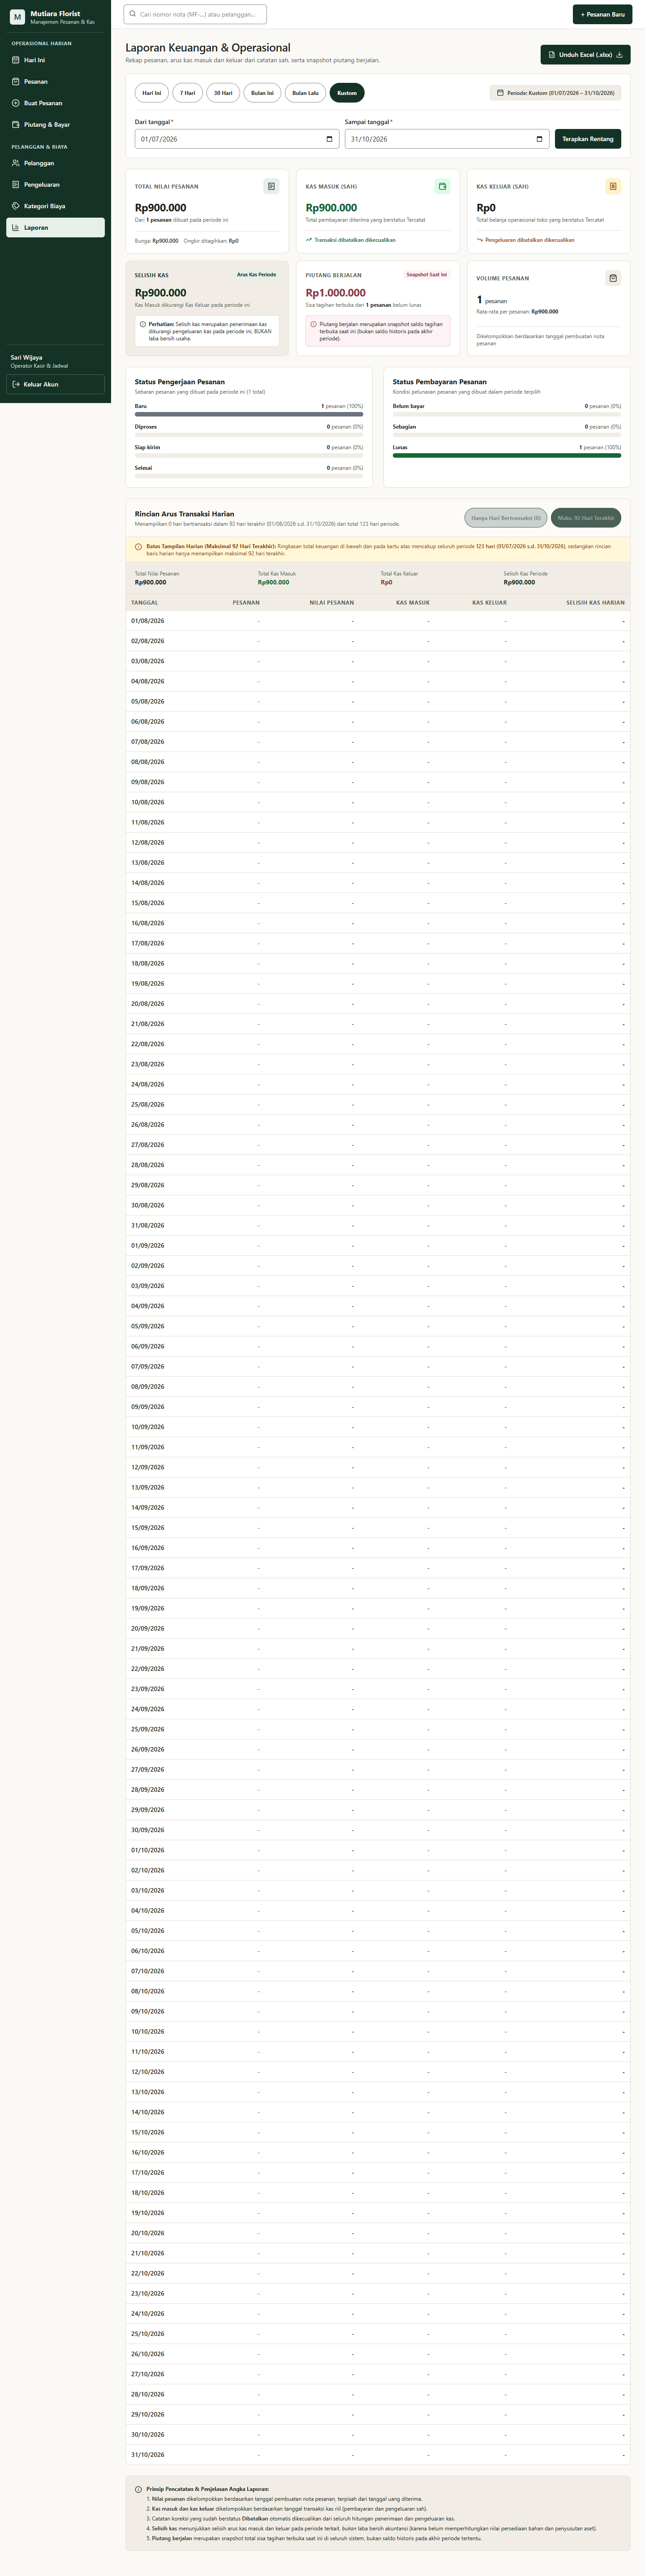 M
Mutiara Florist
Manajemen Pesanan & Kas
Cari nomor nota (MF-...) atau pelanggan...
+ Pesanan Baru
OPERASIONAL HARIAN
Hari Ini
Pesanan
Buat Pesanan
Piutang & Bayar
PELANGGAN & BIAYA
Pelanggan
Pengeluaran
Kategori Biaya
Laporan
Sari Wijaya
Operator Kasir & Jadwal
Keluar Akun
Laporan Keuangan & Operasional
Rekap pesanan, arus kas masuk dan keluar dari catatan sah, serta snapshot piutang berjalan.
Unduh Excel (.xlsx)
Hari Ini 7 Hari 30 Hari Bulan Ini Bulan Lalu Kustom
Periode: Kustom (01/07/2026 – 31/10/2026)
Dari tanggal*
01/07/2026
Sampai tanggal*
31/10/2026
Terapkan Rentang
TOTAL NILAI PESANAN
Rp900.000
Dari 1 pesanan dibuat pada periode ini
Bunga: Rp900.000 Ongkir ditagihkan: Rp0
KAS MASUK (SAH)
Rp900.000
Total pembayaran diterima yang berstatus Tercatat
Transaksi dibatalkan dikecualikan
KAS KELUAR (SAH)
Rp0
Total belanja operasional toko yang berstatus Tercatat
Pengeluaran dibatalkan dikecualikan
SELISIH KAS
Arus Kas Periode
Rp900.000
Kas Masuk dikurangi Kas Keluar pada periode ini
Perhatian: Selisih kas merupakan penerimaan kas
dikurangi pengeluaran kas pada periode ini, BUKAN
laba bersih usaha.
PIUTANG BERJALAN
Snapshot Saat Ini
Rp1.000.000
Sisa tagihan terbuka dari 1 pesanan belum lunas
Piutang berjalan merupakan snapshot saldo tagihan
terbuka saat ini (bukan saldo historis pada akhir
periode).
VOLUME PESANAN
1 pesanan
Rata-rata per pesanan: Rp900.000
Dikelompokkan berdasarkan tanggal pembuatan nota
pesanan
Status Pengerjaan Pesanan
Sebaran pesanan yang dibuat pada periode ini (1 total)
Baru 1 pesanan (100%)
Diproses 0 pesanan (0%)
Siap kirim 0 pesanan (0%)
Selesai 0 pesanan (0%)
Status Pembayaran Pesanan
Kondisi pelunasan pesanan yang dibuat dalam periode terpilih
Belum bayar 0 pesanan (0%)
Sebagian 0 pesanan (0%)
Lunas 1 pesanan (100%)
Rincian Arus Transaksi Harian
Menampilkan 0 hari bertransaksi dalam 92 hari terakhir (01/08/2026 s.d. 31/10/2026) dari total 123 hari periode.
Hanya Hari Bertransaksi (0)
Maks. 92 Hari Terakhir
Batas Tampilan Harian (Maksimal 92 Hari Terakhir): Ringkasan total keuangan di bawah dan pada kartu atas mencakup seluruh periode 123 hari (01/07/2026 s.d. 31/10/2026), sedangkan rincian
baris harian hanya menampilkan maksimal 92 hari terakhir.
Total Nilai Pesanan Total Kas Masuk Total Kas Keluar Selisih Kas Periode
Rp900.000 Rp900.000 Rp0 Rp900.000
TANGGAL PESANAN NILAI PESANAN KAS MASUK KAS KELUAR SELISIH KAS HARIAN
01/08/2026 - - - - -
02/08/2026 - - - - -
03/08/2026 - - - - -
04/08/2026 - - - - -
05/08/2026 - - - - -
06/08/2026 - - - - -
07/08/2026 - - - - -
08/08/2026 - - - - -
09/08/2026 - - - - -
10/08/2026 - - - - -
11/08/2026 - - - - -
12/08/2026 - - - - -
13/08/2026 - - - - -
14/08/2026 - - - - -
15/08/2026 - - - - -
16/08/2026 - - - - -
17/08/2026 - - - - -
18/08/2026 - - - - -
19/08/2026 - - - - -
20/08/2026 - - - - -
21/08/2026 - - - - -
22/08/2026 - - - - -
23/08/2026 - - - - -
24/08/2026 - - - - -
25/08/2026 - - - - -
26/08/2026 - - - - -
27/08/2026 - - - - -
28/08/2026 - - - - -
29/08/2026 - - - - -
30/08/2026 - - - - -
31/08/2026 - - - - -
01/09/2026 - - - - -
02/09/2026 - - - - -
03/09/2026 - - - - -
04/09/2026 - - - - -
05/09/2026 - - - - -
06/09/2026 - - - - -
07/09/2026 - - - - -
08/09/2026 - - - - -
09/09/2026 - - - - -
10/09/2026 - - - - -
11/09/2026 - - - - -
12/09/2026 - - - - -
13/09/2026 - - - - -
14/09/2026 - - - - -
15/09/2026 - - - - -
16/09/2026 - - - - -
17/09/2026 - - - - -
18/09/2026 - - - - -
19/09/2026 - - - - -
20/09/2026 - - - - -
21/09/2026 - - - - -
22/09/2026 - - - - -
23/09/2026 - - - - -
24/09/2026 - - - - -
25/09/2026 - - - - -
26/09/2026 - - - - -
27/09/2026 - - - - -
28/09/2026 - - - - -
29/09/2026 - - - - -
30/09/2026 - - - - -
01/10/2026 - - - - -
02/10/2026 - - - - -
03/10/2026 - - - - -
04/10/2026 - - - - -
05/10/2026 - - - - -
06/10/2026 - - - - -
07/10/2026 - - - - -
08/10/2026 - - - - -
09/10/2026 - - - - -
10/10/2026 - - - - -
11/10/2026 - - - - -
12/10/2026 - - - - -
13/10/2026 - - - - -
14/10/2026 - - - - -
15/10/2026 - - - - -
16/10/2026 - - - - -
17/10/2026 - - - - -
18/10/2026 - - - - -
19/10/2026 - - - - -
20/10/2026 - - - - -
21/10/2026 - - - - -
22/10/2026 - - - - -
23/10/2026 - - - - -
24/10/2026 - - - - -
25/10/2026 - - - - -
26/10/2026 - - - - -
27/10/2026 - - - - -
28/10/2026 - - - - -
29/10/2026 - - - - -
30/10/2026 - - - - -
31/10/2026 - - - - -
Prinsip Pencatatan & Penjelasan Angka Laporan:
1. Nilai pesanan dikelompokkan berdasarkan tanggal pembuatan nota pesanan, terpisah dari tanggal uang diterima.
2. Kas masuk dan kas keluar dikelompokkan berdasarkan tanggal transaksi kas riil (pembayaran dan pengeluaran sah).
3. Catatan koreksi yang sudah berstatus Dibatalkan otomatis dikecualikan dari seluruh hitungan penerimaan dan pengeluaran kas.
4. Selisih kas menunjukkan selisih arus kas masuk dan keluar pada periode terkait, bukan laba bersih akuntansi (karena belum memperhitungkan nilai persediaan bahan dan penyusutan aset).
5. Piutang berjalan merupakan snapshot total sisa tagihan terbuka saat ini di seluruh sistem, bukan saldo historis pada akhir periode tertentu.